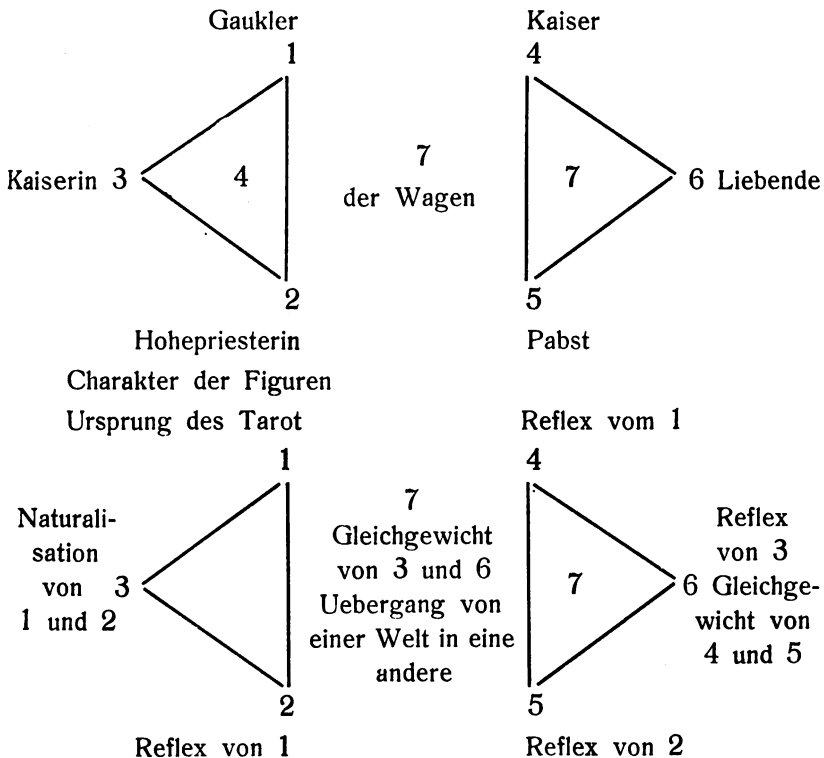 Gaukler
1
Kaiser
4
Kaiserin 3
4
7
der Wagen
7
6 Liebende
2
Hohepriesterin
5
Pabst
Charakter der Figuren
Ursprung des Tarot
1
Reflex vom 1
4
Naturali-
sation
von
3
1 und 2
7
Gleichgewicht
von 3 und 6
Uebergang von
einer Welt in eine
andere
7
Reflex
von 3
6 Gleichge-
wicht von
4 und 5
2
Reflex von 1
5
Reflex von 2